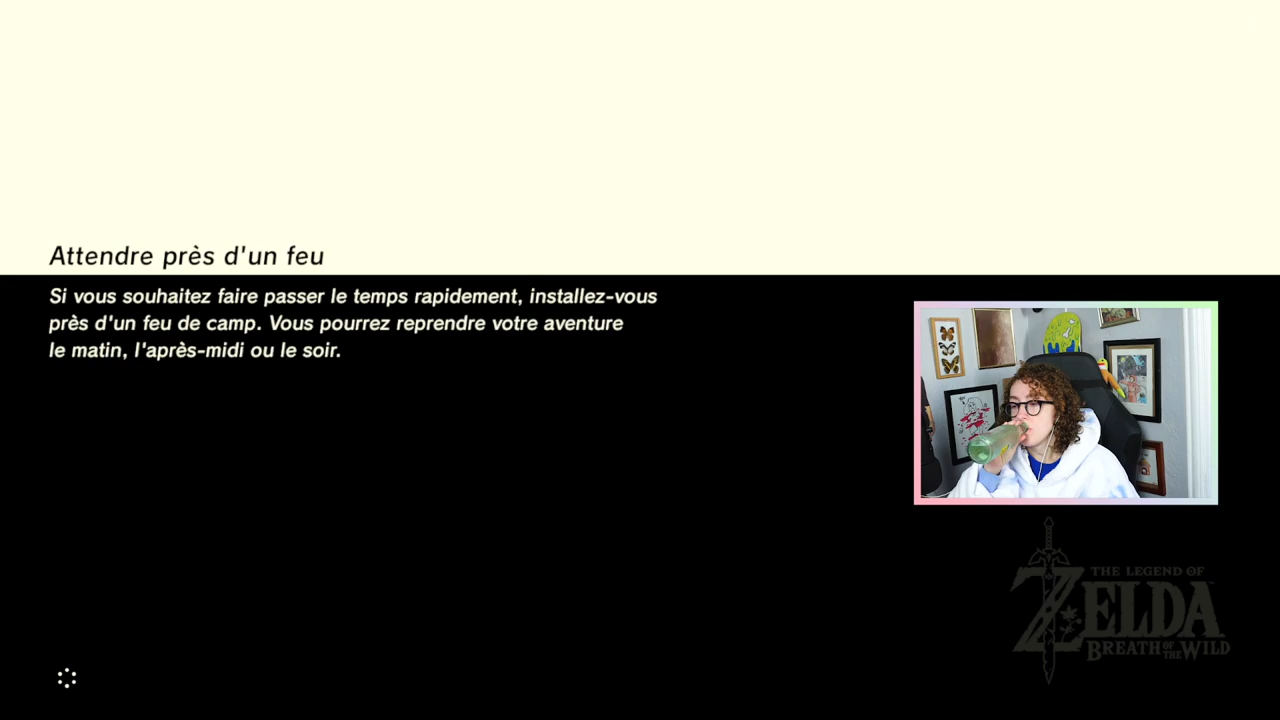 Attendre près d'un feu
Si vous souhaitez faire passer le temps rapidement, installez-vous
près d'un feu de camp. Vous pourrez reprendre votre aventure
le matin, l'après-midi ou le soir.
THE LEGEND OF
ZELDA
BREATH OF THE WILD